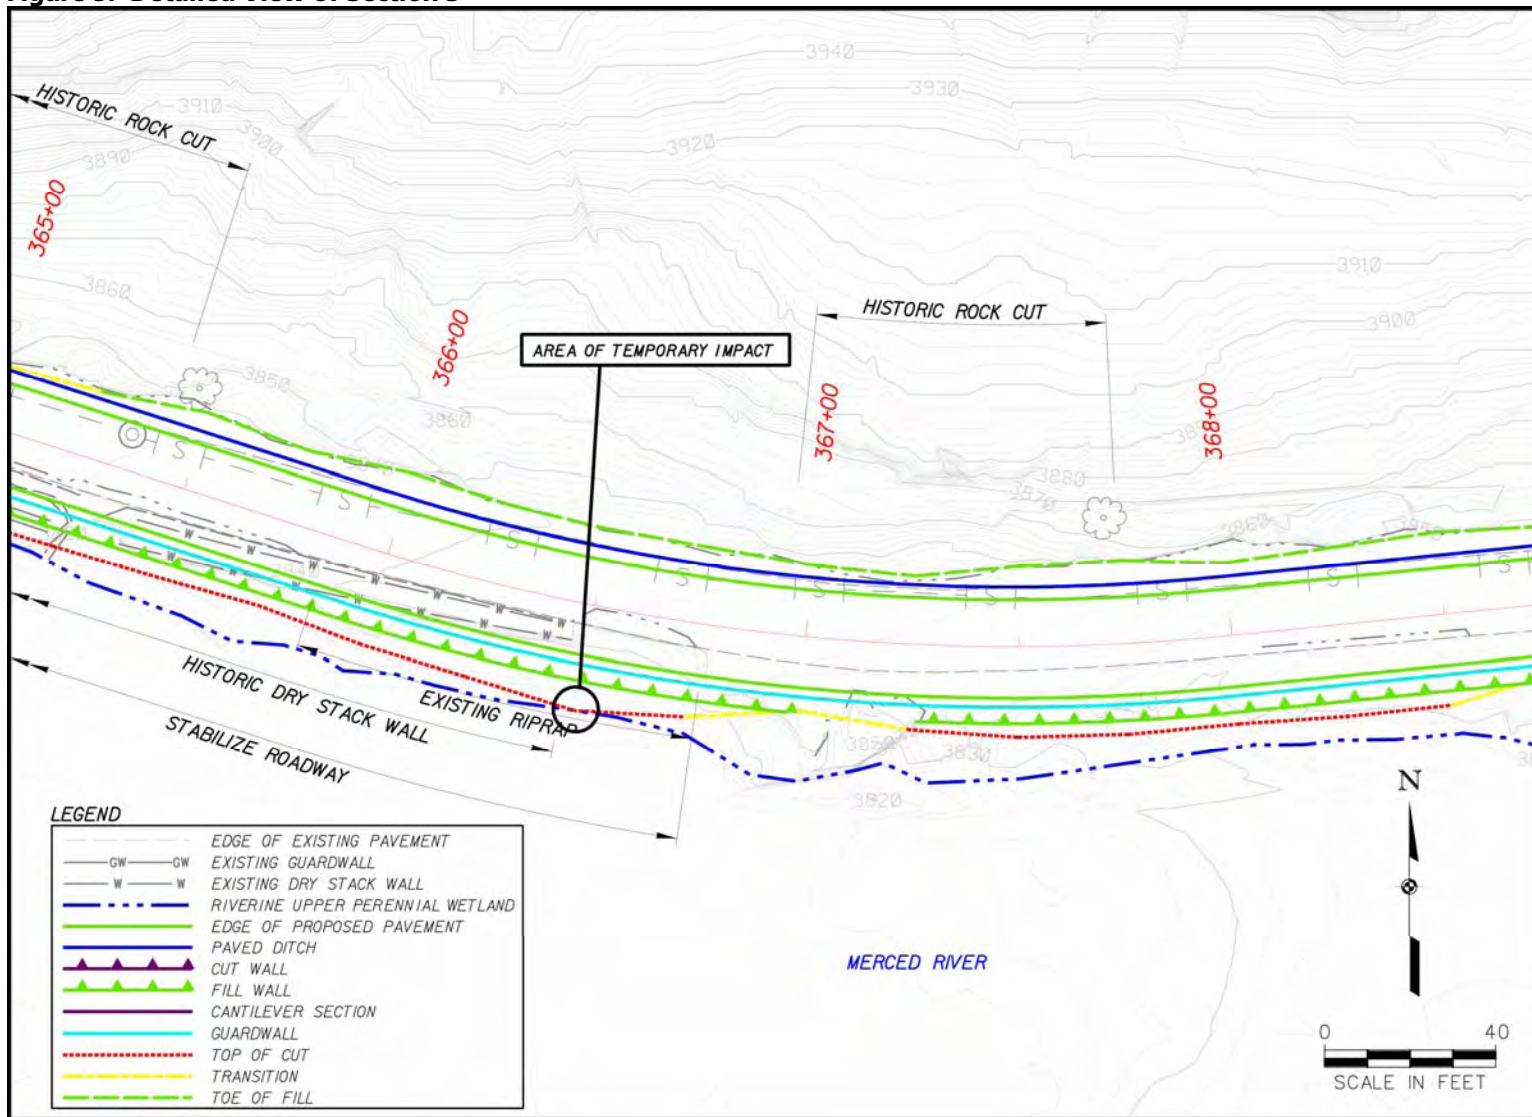 3940
3930
HISTORIC ROCK CUT
3910
3900
3920
3890
365+00
3910
3860
HISTORIC ROCK CUT
3900
366+00
AREA OF TEMPORARY IMPACT
3850
367+00
368+00
3860
S
S
3880
3870
3860
3850
S
S
S
S
S
S
S
W
W
W
W
W
W
W
W
W
W
W
W
W
HISTORIC DRY STACK WALL
EXISTING RIPRAP
STABILIZE ROADWAY
3850
3830
3820
N
LEGEND
EDGE OF EXISTING PAVEMENT
GW GW EXISTING GUARDWALL
W W EXISTING DRY STACK WALL
RIVERINE UPPER PERENNIAL WETLAND
EDGE OF PROPOSED PAVEMENT
PAVED DITCH
CUT WALL
FILL WALL
CANTILEVER SECTION
GUARDWALL
TOP OF CUT
TRANSITION
TOE OF FILL
MERCED RIVER
0 40
SCALE IN FEET